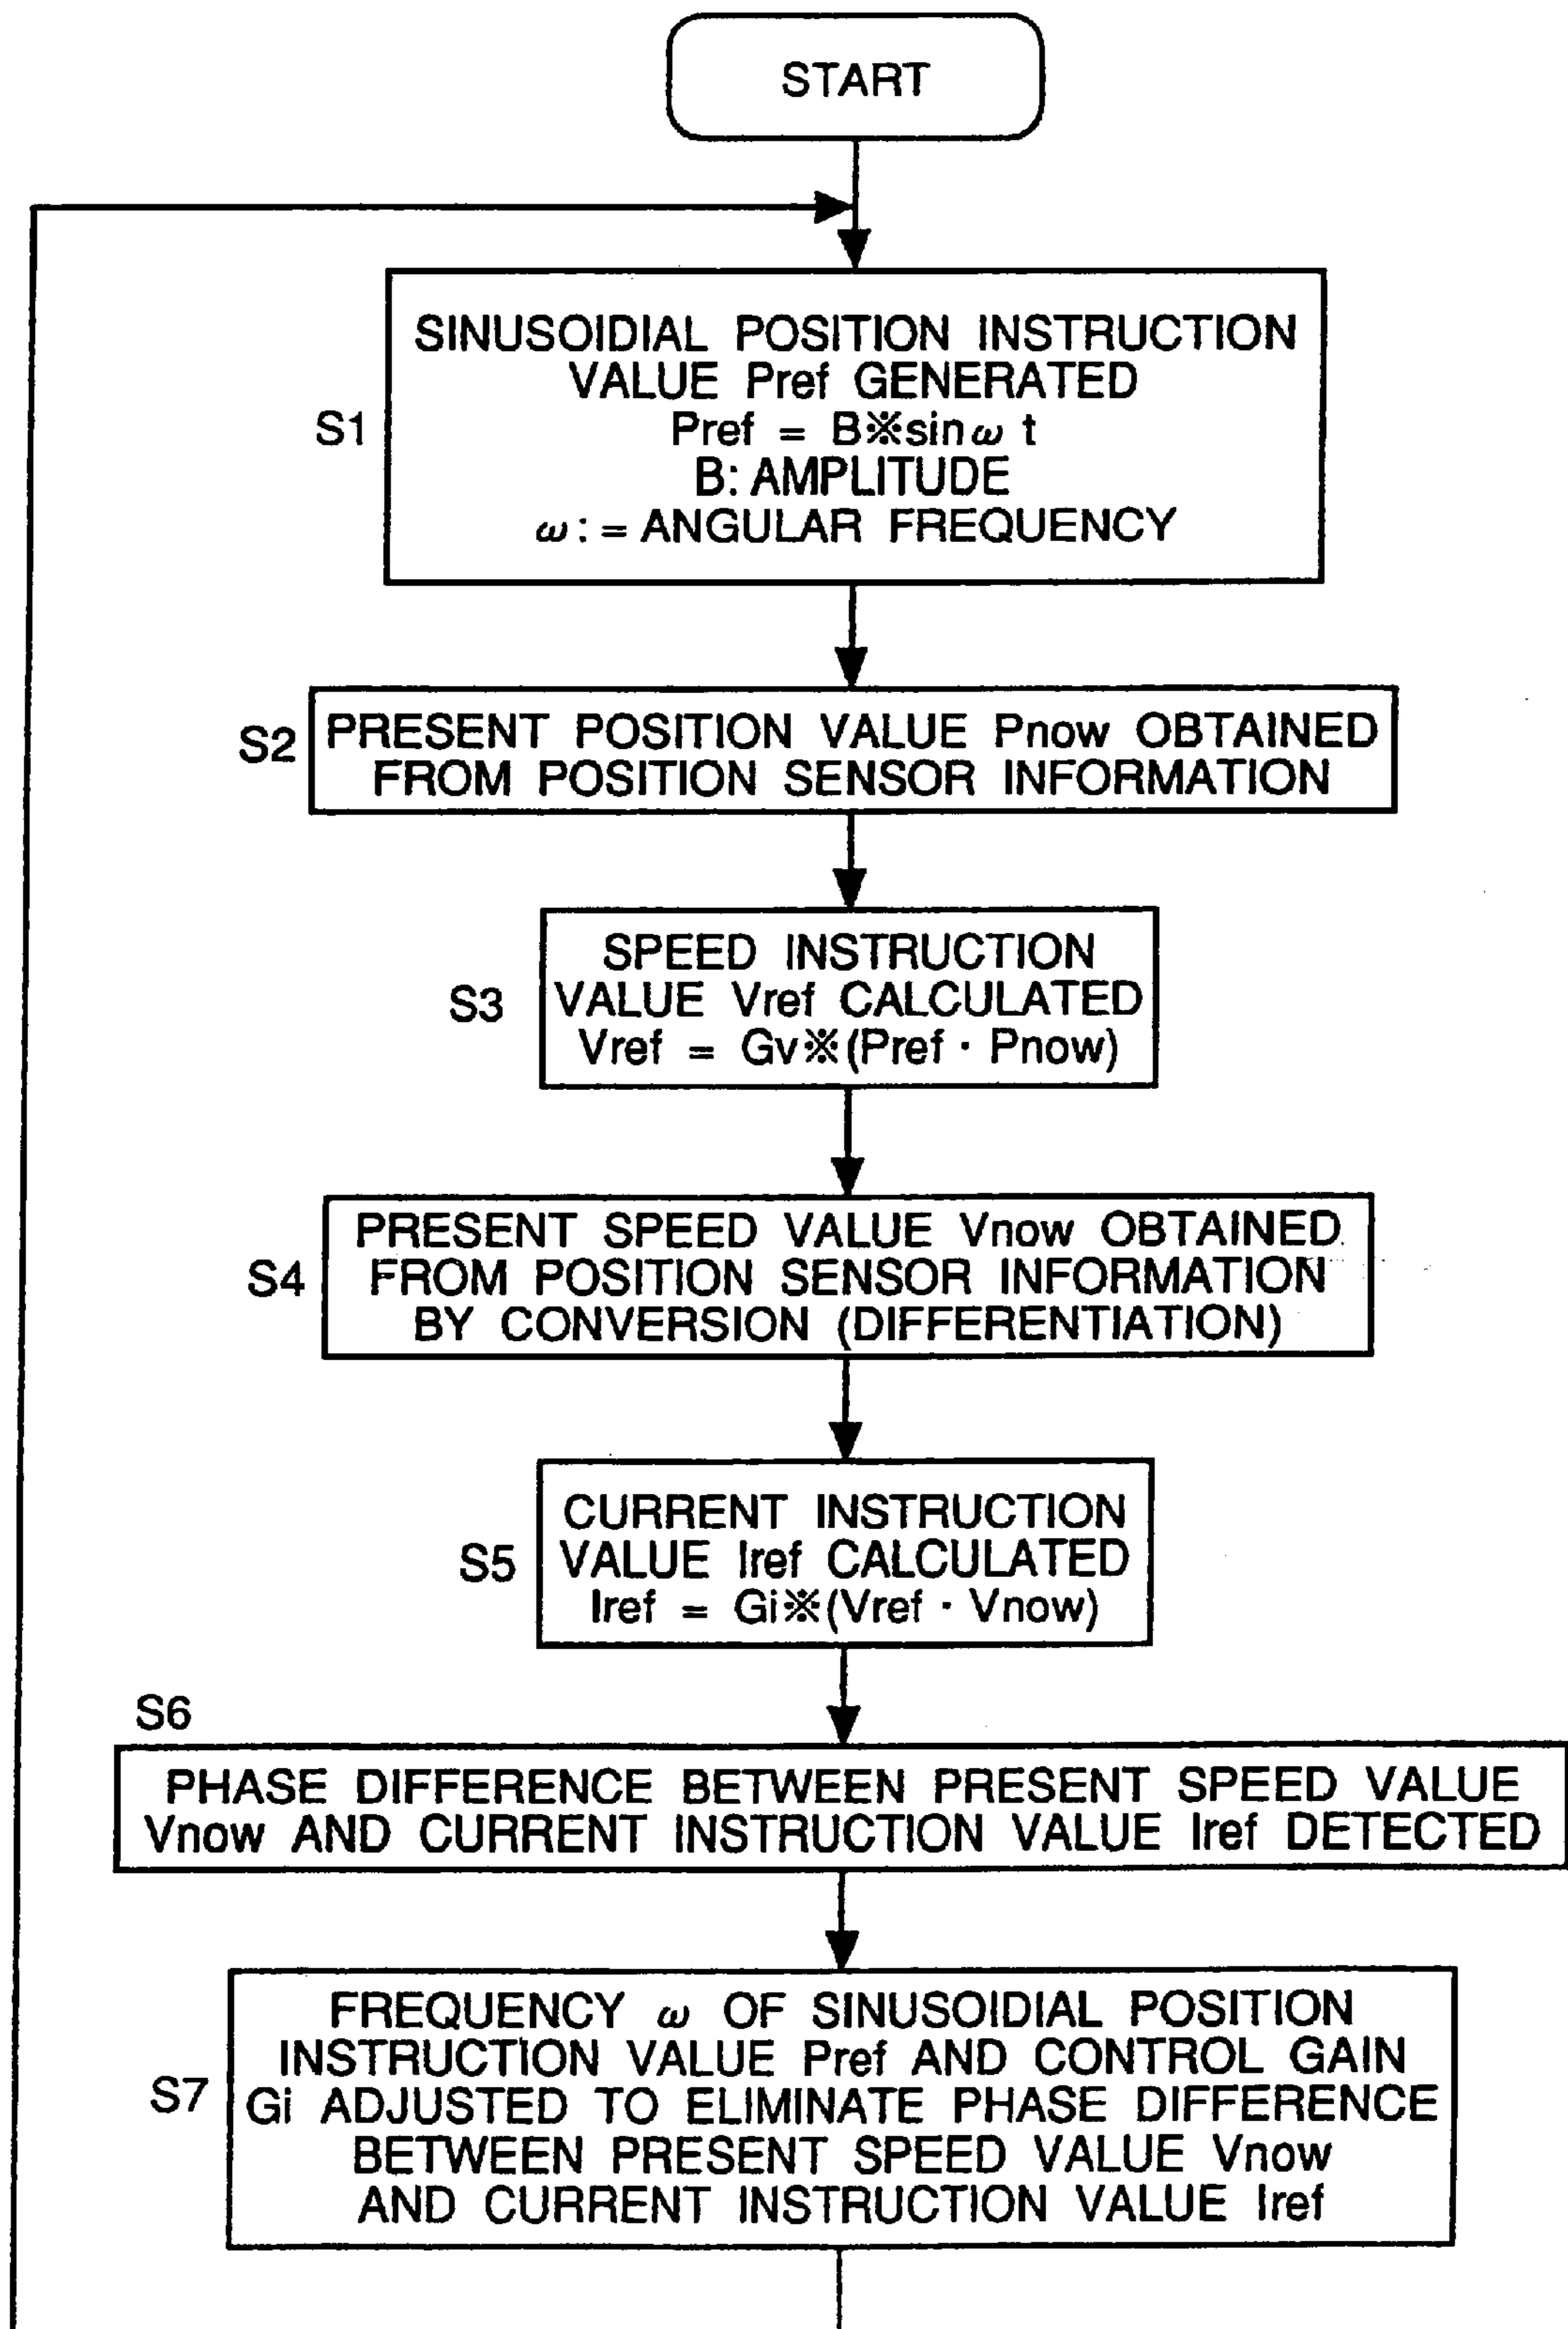 START
SINUSOIDIAL POSITION INSTRUCTION
VALUE Pref GENERATED
S1
Pref = B※sinω t
B: AMPLITUDE
ω: = ANGULAR FREQUENCY
S2
PRESENT POSITION VALUE Pnow OBTAINED
FROM POSITION SENSOR INFORMATION
SPEED INSTRUCTION
S3
VALUE Vref CALCULATED
Vref = Gv※(Pref · Pnow)
PRESENT SPEED VALUE Vnow OBTAINED
S4
FROM POSITION SENSOR INFORMATION
BY CONVERSION (DIFFERENTIATION)
CURRENT INSTRUCTION
S5
VALUE Iref CALCULATED
Iref = Gi※(Vref · Vnow)
S6
PHASE DIFFERENCE BETWEEN PRESENT SPEED VALUE
Vnow AND CURRENT INSTRUCTION VALUE Iref DETECTED
FREQUENCY ω OF SINUSOIDIAL POSITION
INSTRUCTION VALUE Pref AND CONTROL GAIN
S7
Gi ADJUSTED TO ELIMINATE PHASE DIFFERENCE
BETWEEN PRESENT SPEED VALUE Vnow
AND CURRENT INSTRUCTION VALUE Iref